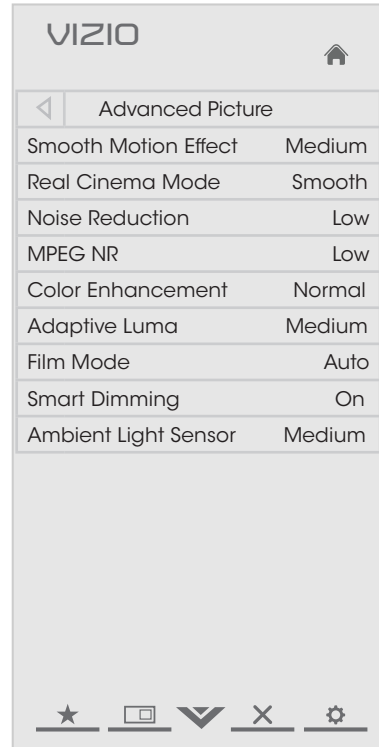 VIZIO
Advanced Picture
Smooth Motion Effect Medium
Real Cinema Mode Smooth
Noise Reduction Low
MPEG NR Low
Color Enhancement Normal
Adaptive Luma Medium
Film Mode Auto
Smart Dimming On
Ambient Light Sensor Medium